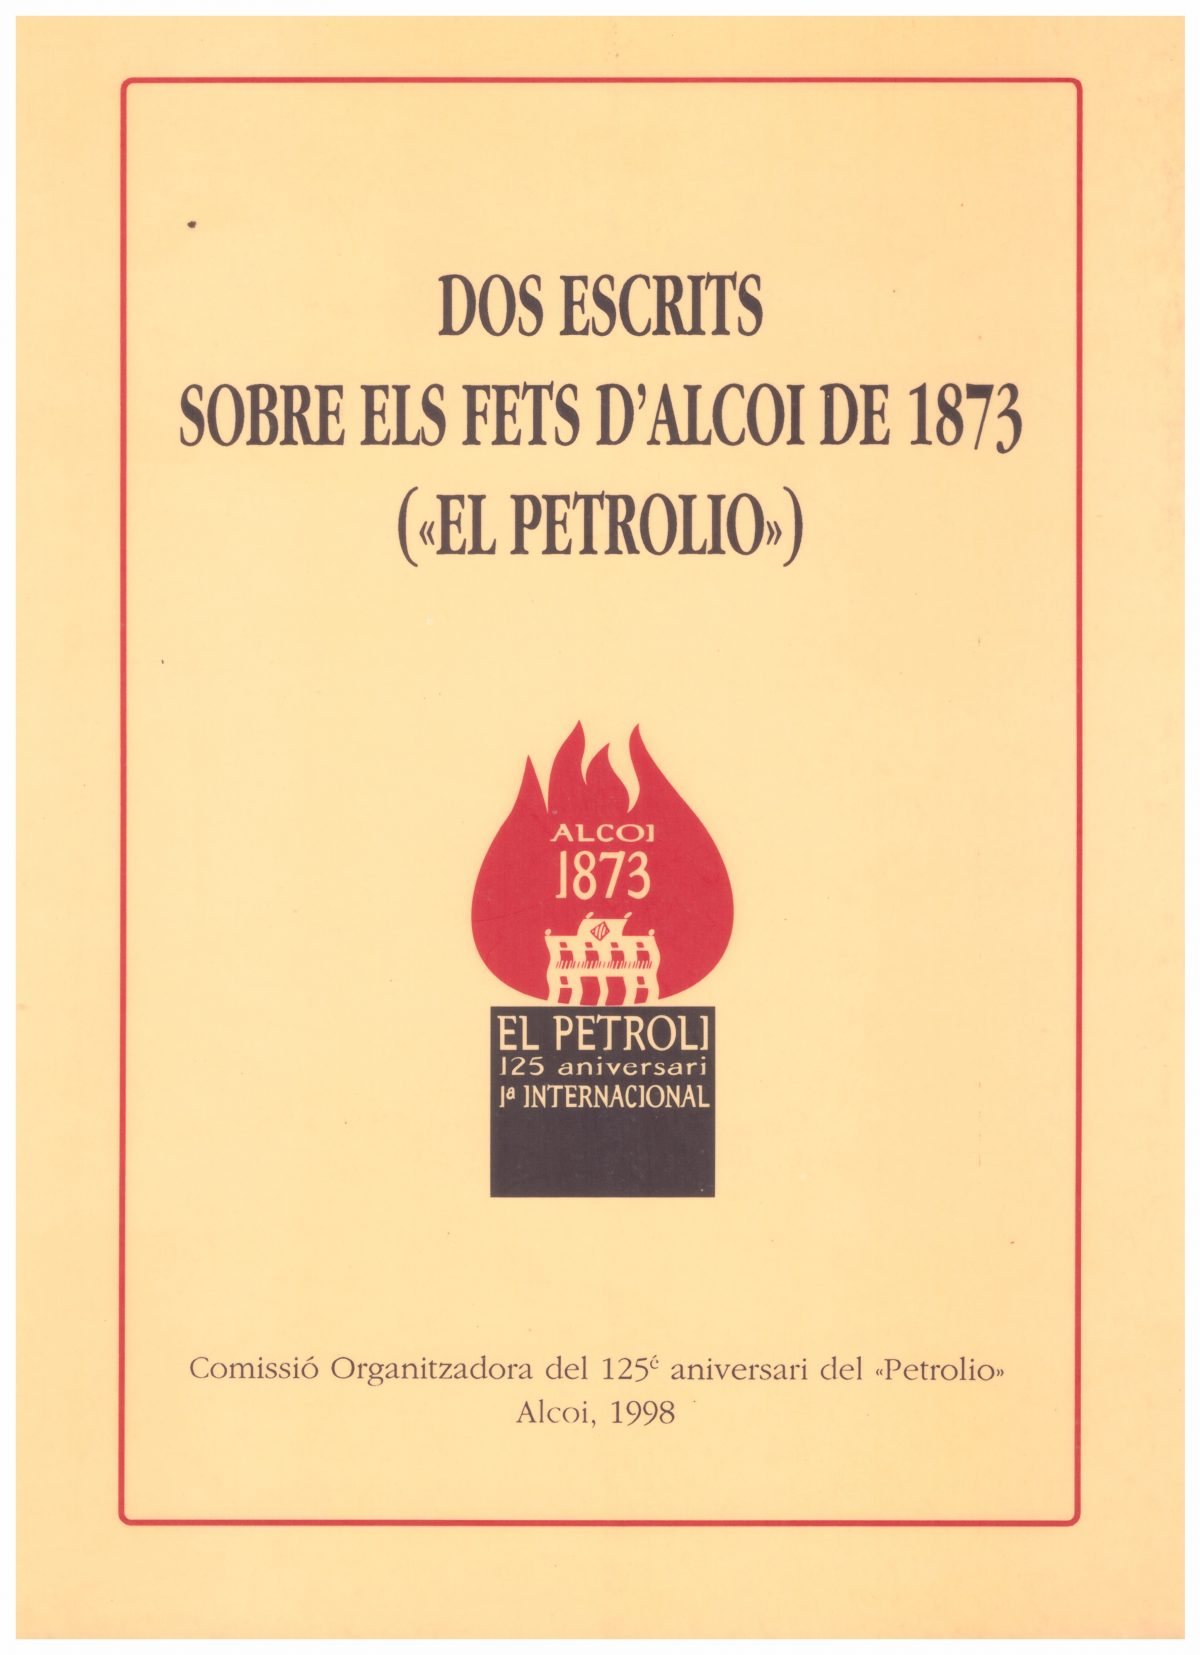 DOS ESCRITS
SOBRE ELS FETS D'ALCOI DE 1873
(«EL PETROLIO»)
ALCOI
1873
EL PETROLI
125 aniversari
1ª INTERNACIONAL
Comissió Organitzadora del 125é aniversari del «Petrolio»
Alcoi, 1998